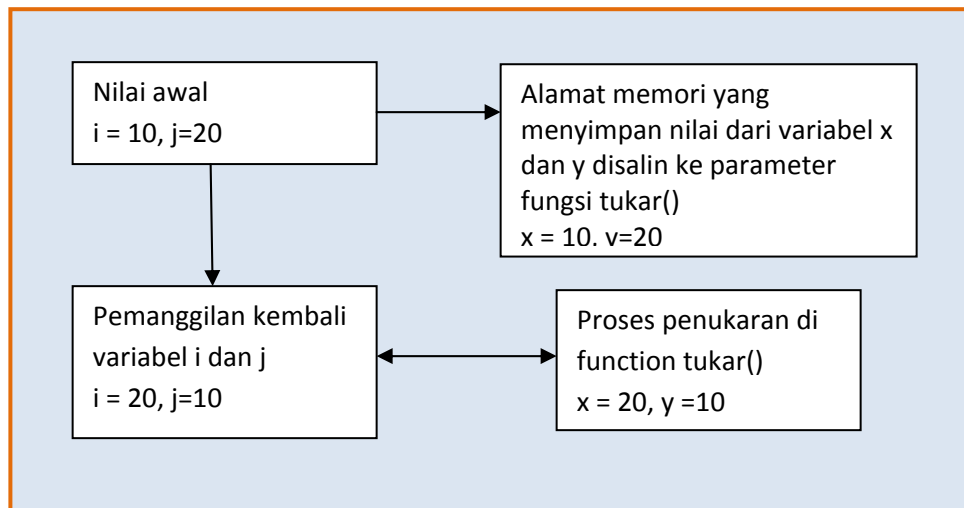 Nilai awal
i = 10, j=20
Alamat memori yang
menyimpan nilai dari variabel x
dan y disalin ke parameter
fungsi tukar()
x = 10, y=20
Pemanggilan kembali
variabel i dan j
i = 20, j=10
Proses penukaran di
function tukar()
x = 20, y =10